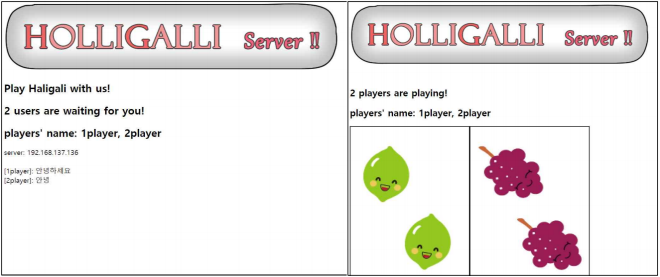 HOLLIGALLI Server !!
Play Haligali with us!
2 users are waiting for you!
players' name: 1player, 2player
server: 192.168.137.136
[1player]: 안녕하세요
[2player]: 안녕
HOLLIGALLI Server !!
2 players are playing!
players' name: 1player, 2player